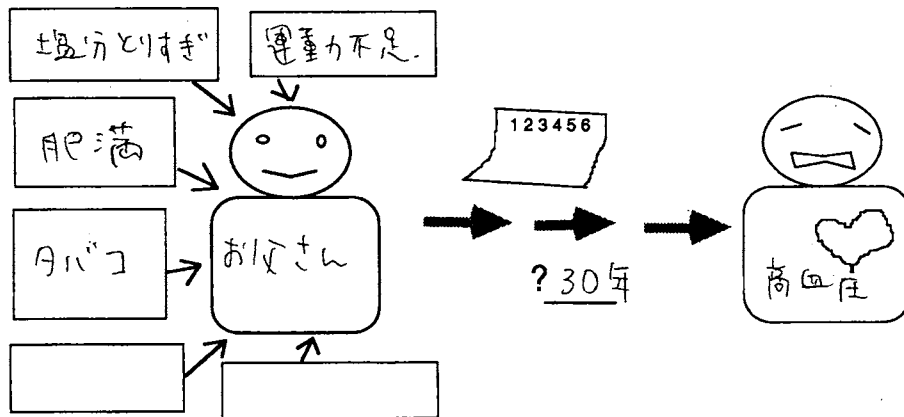 塩分とりすぎ
運動不足.
肥満
タバコ
お父さん
123456
? 30年
高血圧